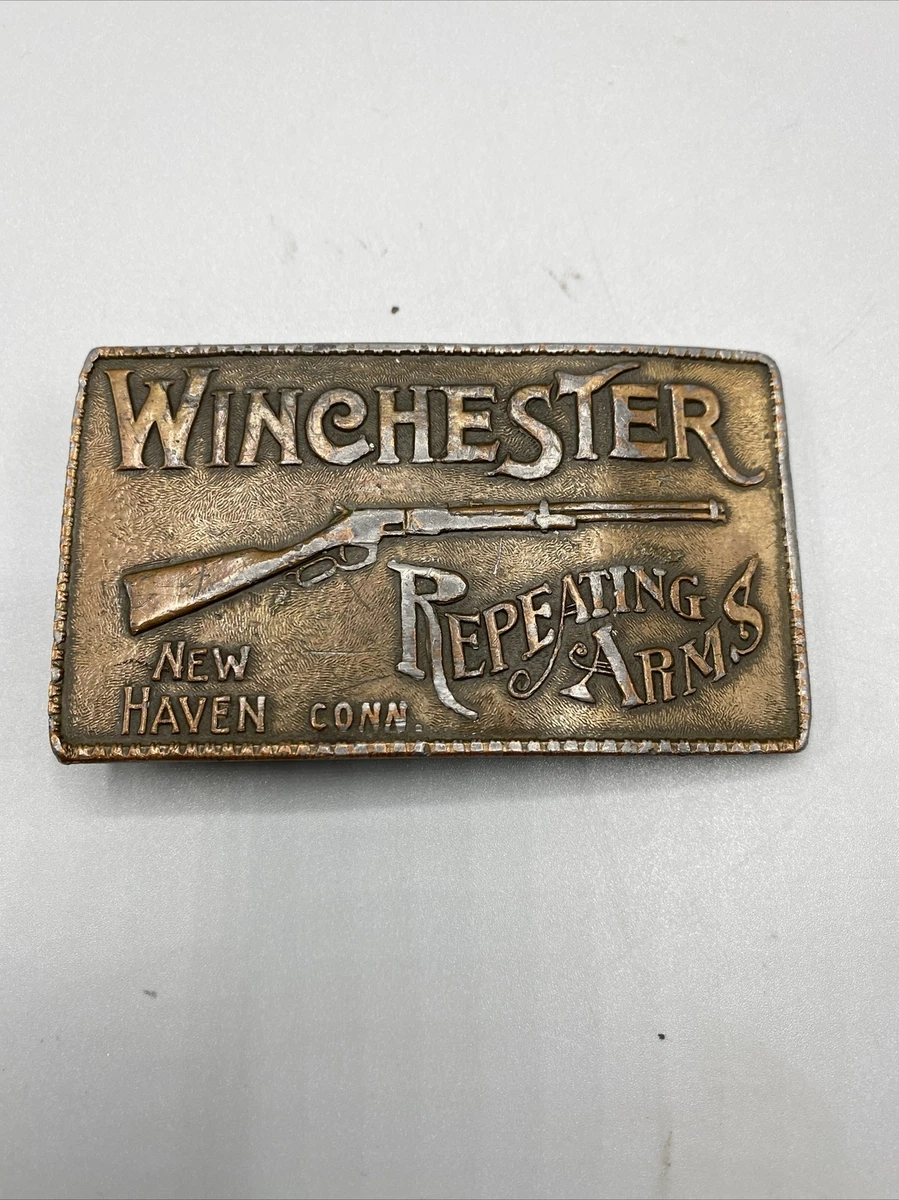 WINCHESTER
REPEATING
ARMS
NEW
HAVEN CONN.